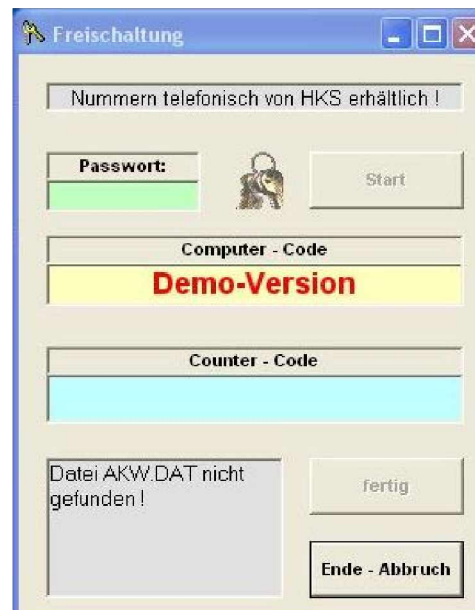 Freischaltung
Nummern telefonisch von HKS erhältlich !
Passwort:
Start
Computer - Code
Demo-Version
Counter - Code
Datei AKW.DAT nicht
gefunden !
fertig
Ende - Abbruch